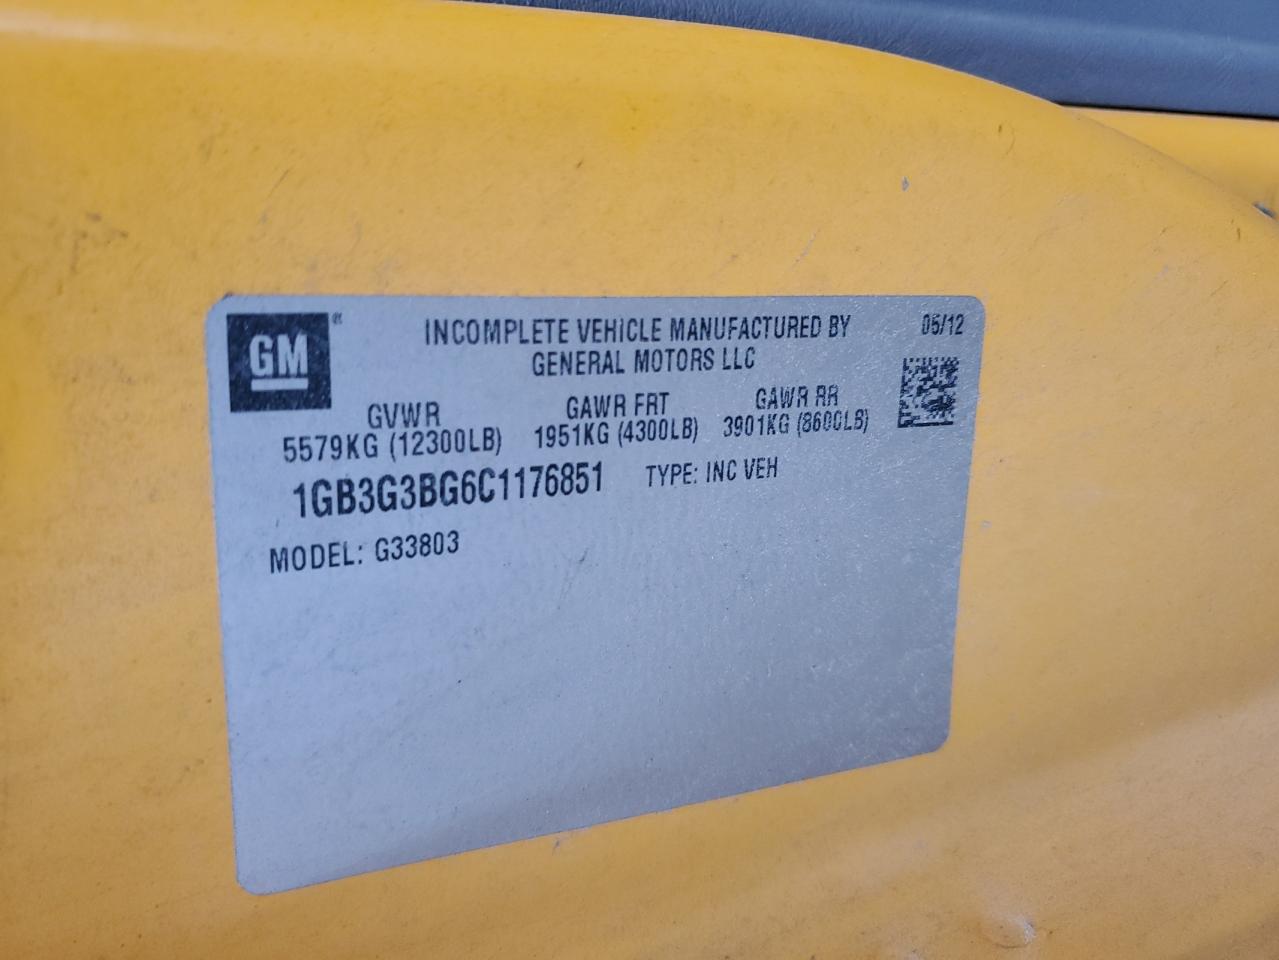 GM®
INCOMPLETE VEHICLE MANUFACTURED BY
GENERAL MOTORS LLC
05/12
GVWR GAWR FRT GAWR RR
5579KG (12300LB) 1951KG (4300LB) 3901KG (8600LB)
1GB3G3BG6C1176851 TYPE: INC VEH
MODEL: G33803